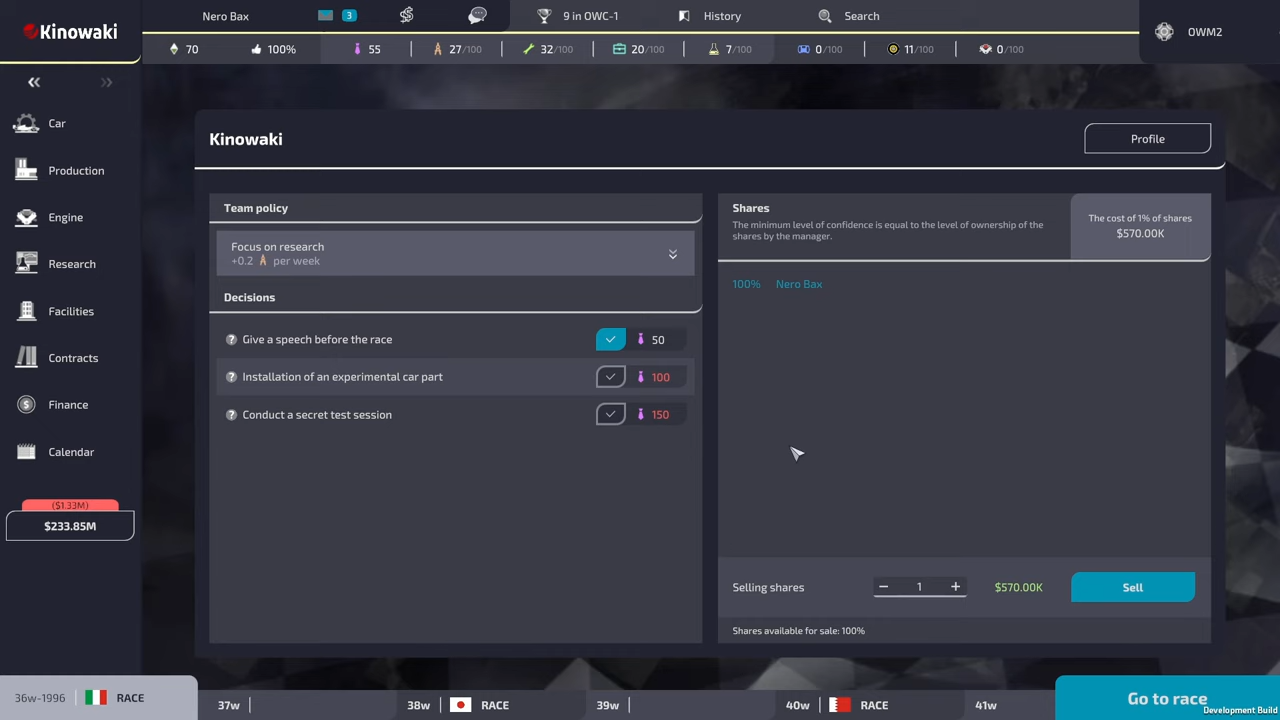 Kinowaki
Nero Bax
3
9 in OWC-1
History
Search
OWM2
70
100%
55
27/100
32/100
20/100
7/100
0/100
11/100
0/100
Car
Production
Engine
Research
Facilities
Contracts
Finance
Calendar
($1.33M)
$233.85M
Kinowaki
Profile
Team policy
Focus on research
+0.2 per week
Decisions
Give a speech before the race
50
Installation of an experimental car part
100
Conduct a secret test session
150
Shares
The minimum level of confidence is equal to the level of ownership of the
shares by the manager.
The cost of 1% of shares
$570.00K
100% Nero Bax
Selling shares
1
$570.00K
Sell
Shares available for sale: 100%
36w-1996 RACE
37w
38w RACE
39w
40w RACE
41w
Go to race
Development Build